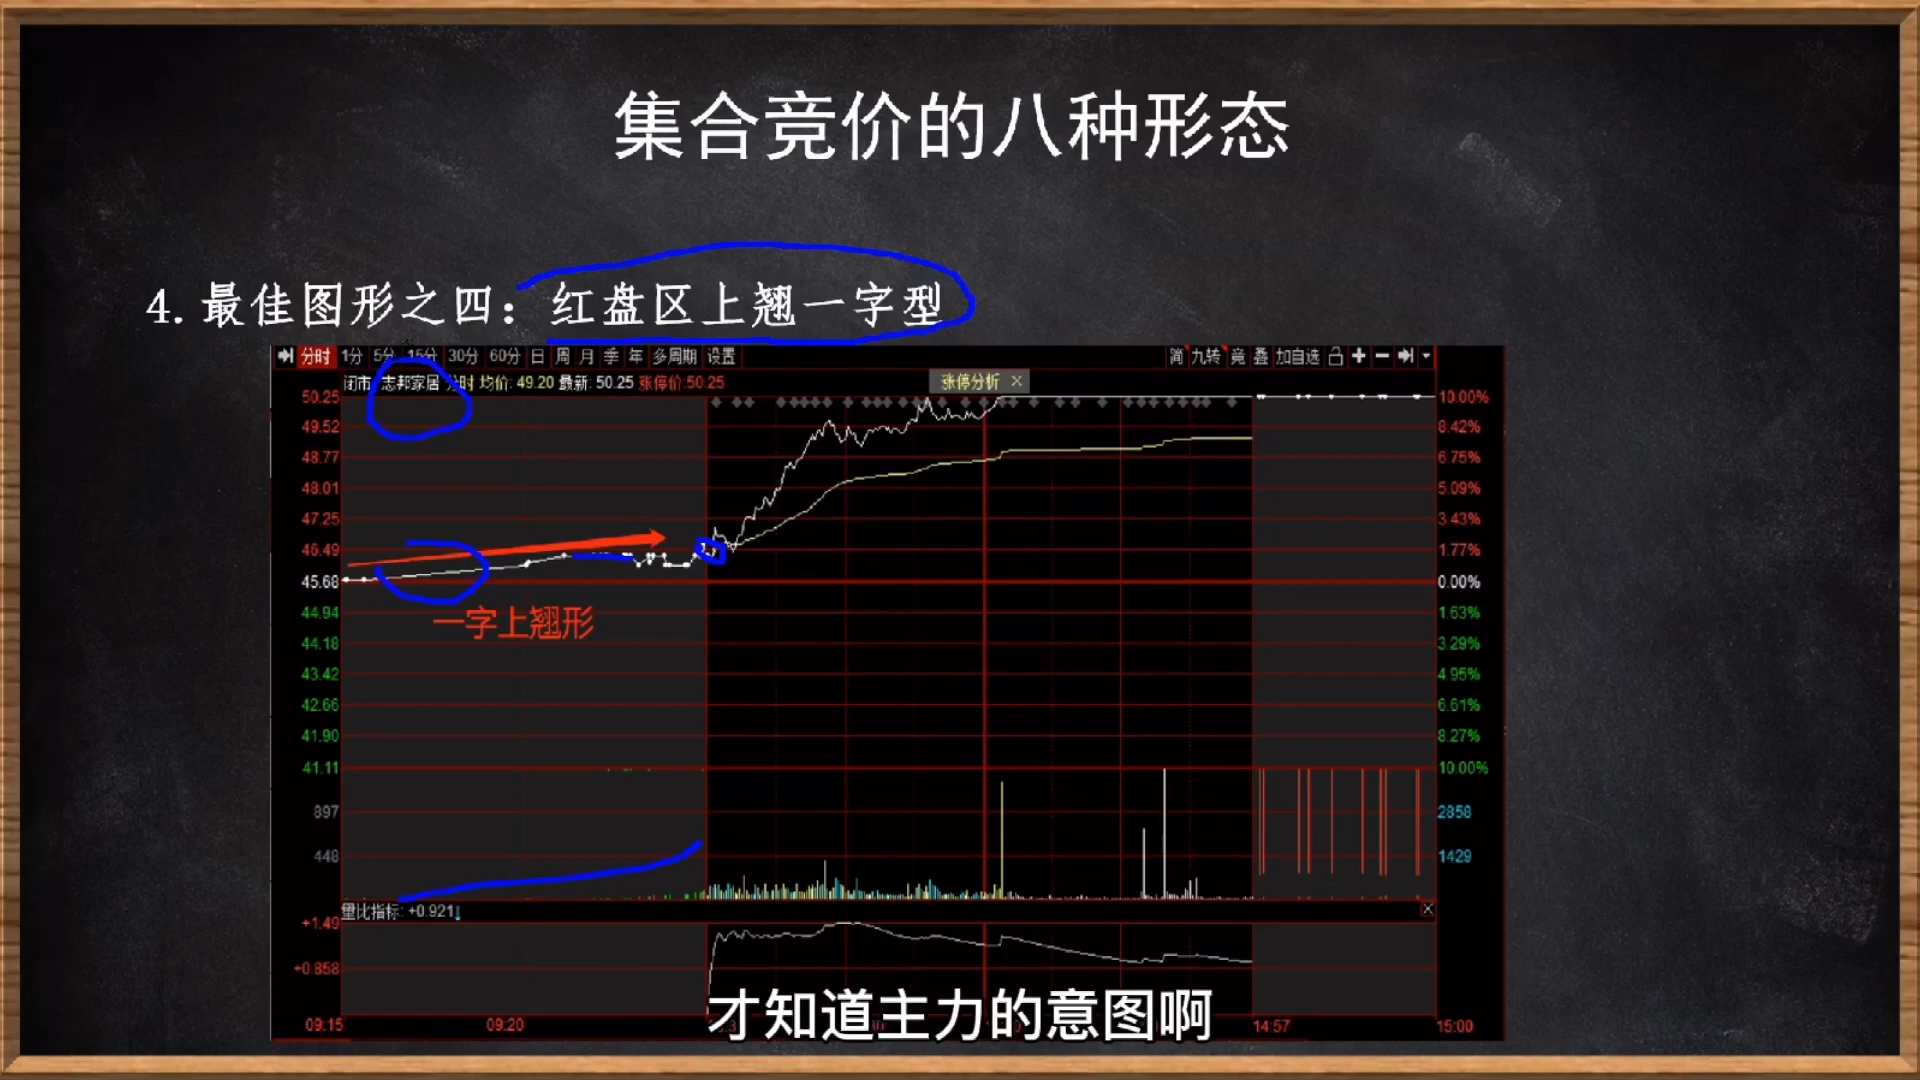 集合竞价的八种形态
4. 最佳图形之四：红盘区上翘一字型
分时 1分 5分 15分 30分 60分 日 周 月 季 年 多周期 设置 简 九转 竞 叠 加自选
闭市 志邦家居 分时 均价: 49.20 最新: 50.25 涨停价:50.25 涨停分析 ×
50.25 10.00%
49.52 8.42%
48.77 6.75%
48.01 5.09%
47.25 3.43%
46.49 1.77%
45.68 0.00%
一字上翘形
44.94 1.63%
44.18 3.29%
43.42 4.95%
42.66 6.61%
41.90 8.27%
41.11 10.00%
897 2858
448 1429
量比指标: +0.921↓
+1.49
+0.858
才知道主力的意图啊
09:15 09:20 14:57 15:00